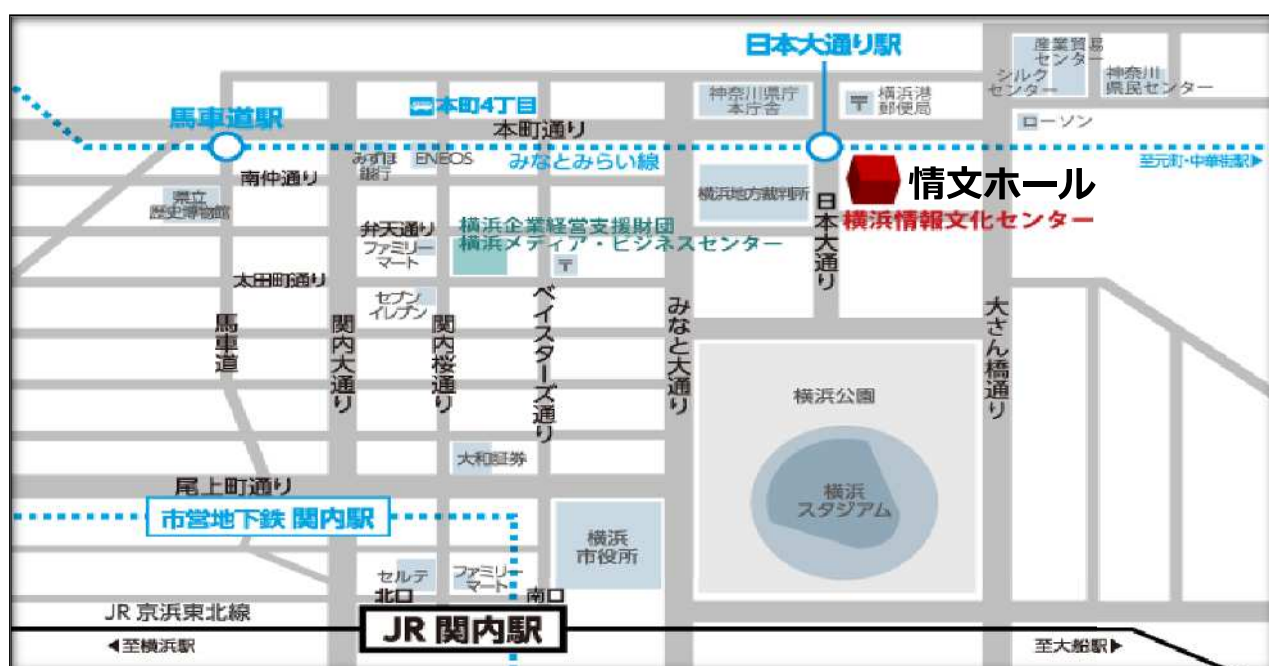 日本大通り駅
産業貿易
センター
シルク
センター
神奈川
県民センター
神奈川県庁
本庁舎
〒
横浜港
郵便局
本町4丁目
馬車道駅
本町通り
ローソン
みずほ
銀行
ENEOS
みなとみらい線
至元町・中華街駅▶
南仲通り
県立
歴史博物館
横浜地方裁判所
情文ホール
横浜情報文化センター
日本大通り
弁天通り
ファミリー
マート
横浜企業経営支援財団
横浜メディア・ビジネスセンター
〒
太田町通り
セブン
イレブン
馬車道
関内大通り
関内桜通り
ベイスターズ通り
みなと大通り
大さん橋通り
横浜公園
大和証券
尾上町通り
横浜
スタジアム
市営地下鉄 関内駅
横浜
市役所
セルテ
ファミリー
マート
北口
南口
JR 京浜東北線
JR 関内駅
◀至横浜駅
至大船駅▶